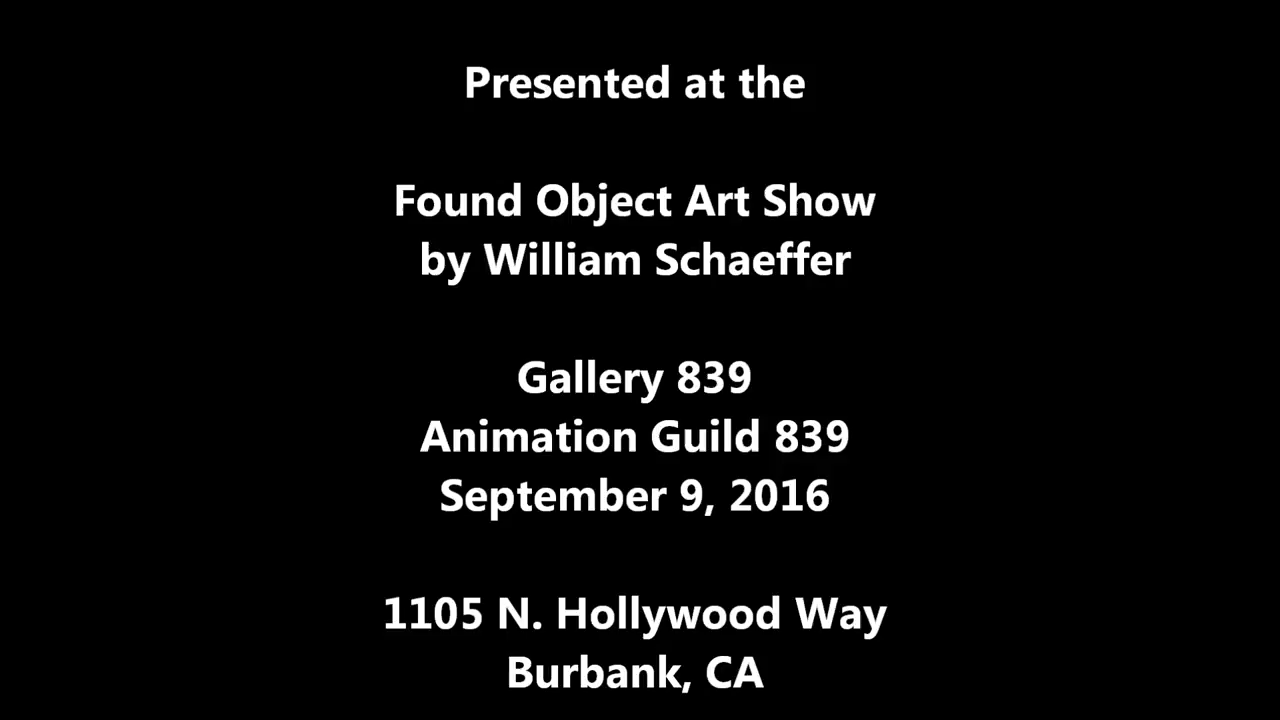 Presented at the
Found Object Art Show
by William Schaeffer
Gallery 839
Animation Guild 839
September 9, 2016
1105 N. Hollywood Way
Burbank, CA